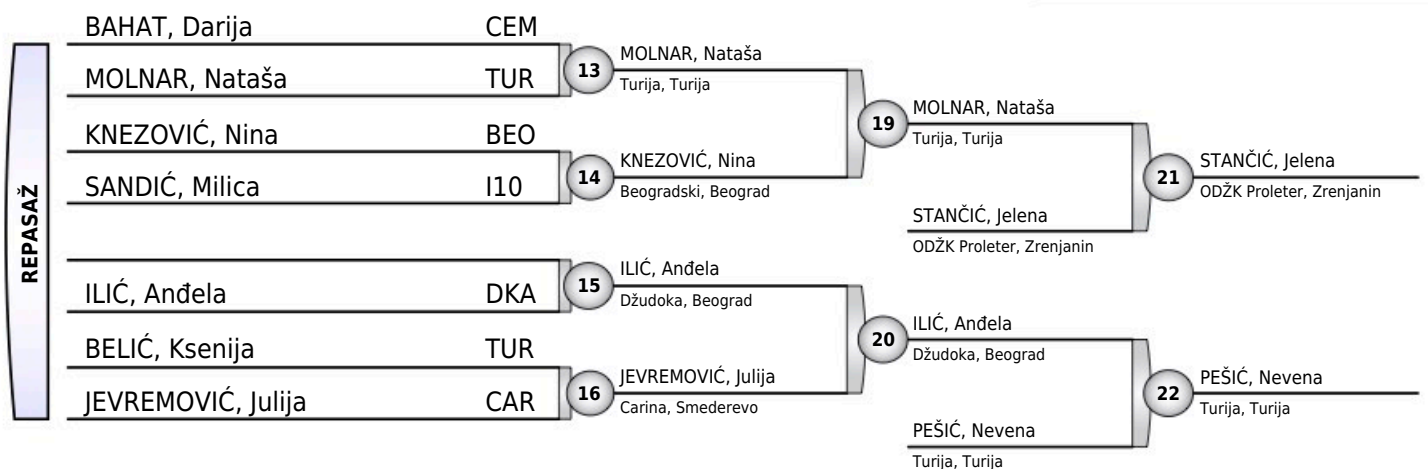 REPASAŽ
BAHAT, Darija CEM
MOLNAR, Nataša TUR
13
MOLNAR, Nataša
Turija, Turija
KNEZOVIĆ, Nina BEO
SANDIĆ, Milica I10
14
KNEZOVIĆ, Nina
Beogradski, Beograd
19
MOLNAR, Nataša
Turija, Turija
STANČIĆ, Jelena
ODŽK Proleter, Zrenjanin
21
STANČIĆ, Jelena
ODŽK Proleter, Zrenjanin
ILIĆ, Anđela DKA
15
ILIĆ, Anđela
Džudoka, Beograd
BELIĆ, Ksenija TUR
JEVREMOVIĆ, Julija CAR
16
JEVREMOVIĆ, Julija
Carina, Smederevo
20
ILIĆ, Anđela
Džudoka, Beograd
PEŠIĆ, Nevena
Turija, Turija
22
PEŠIĆ, Nevena
Turija, Turija